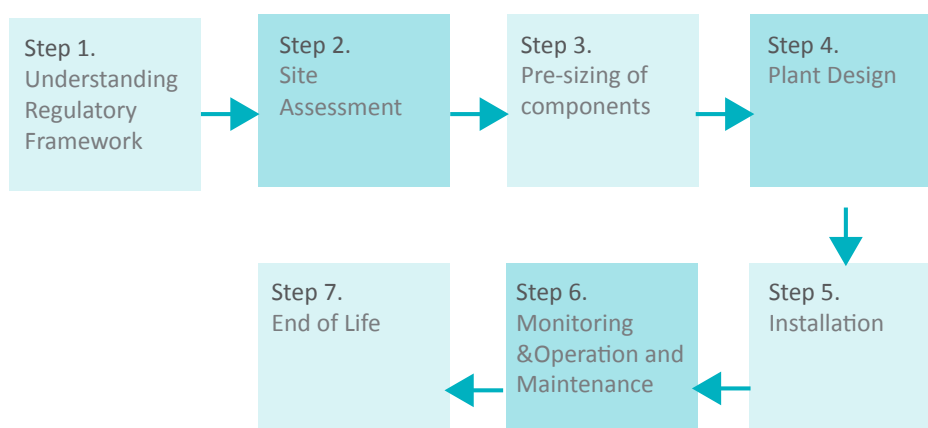 Step 1.
Understanding
Regulatory
Framework
Step 2.
Site
Assessment
Step 3.
Pre-sizing of
components
Step 4.
Plant Design
Step 5.
Installation
Step 6.
Monitoring
&Operation and
Maintenance
Step 7.
End of Life